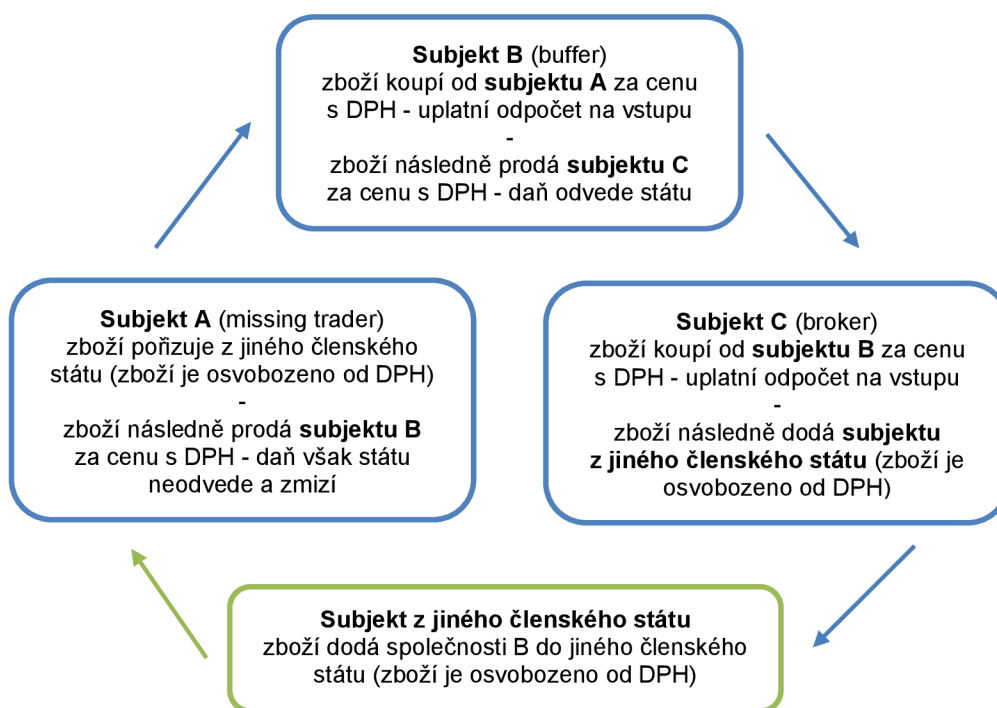 Subjekt B (buffer)
zboží koupí od subjektu A za cenu
s DPH - uplatní odpočet na vstupu
-
zboží následně prodá subjektu C
za cenu s DPH - daň odvede státu
Subjekt A (missing trader)
zboží pořizuje z jiného členského
státu (zboží je osvobozeno od DPH)
-
zboží následně prodá subjektu B
za cenu s DPH - daň však státu
neodvede a zmizí
Subjekt C (broker)
zboží koupí od subjektu B za cenu
s DPH - uplatní odpočet na vstupu
-
zboží následně dodá subjektu
z jiného členského státu (zboží je
osvobozeno od DPH)
Subjekt z jiného členského státu
zboží dodá společnosti B do jiného členského
státu (zboží je osvobozeno od DPH)